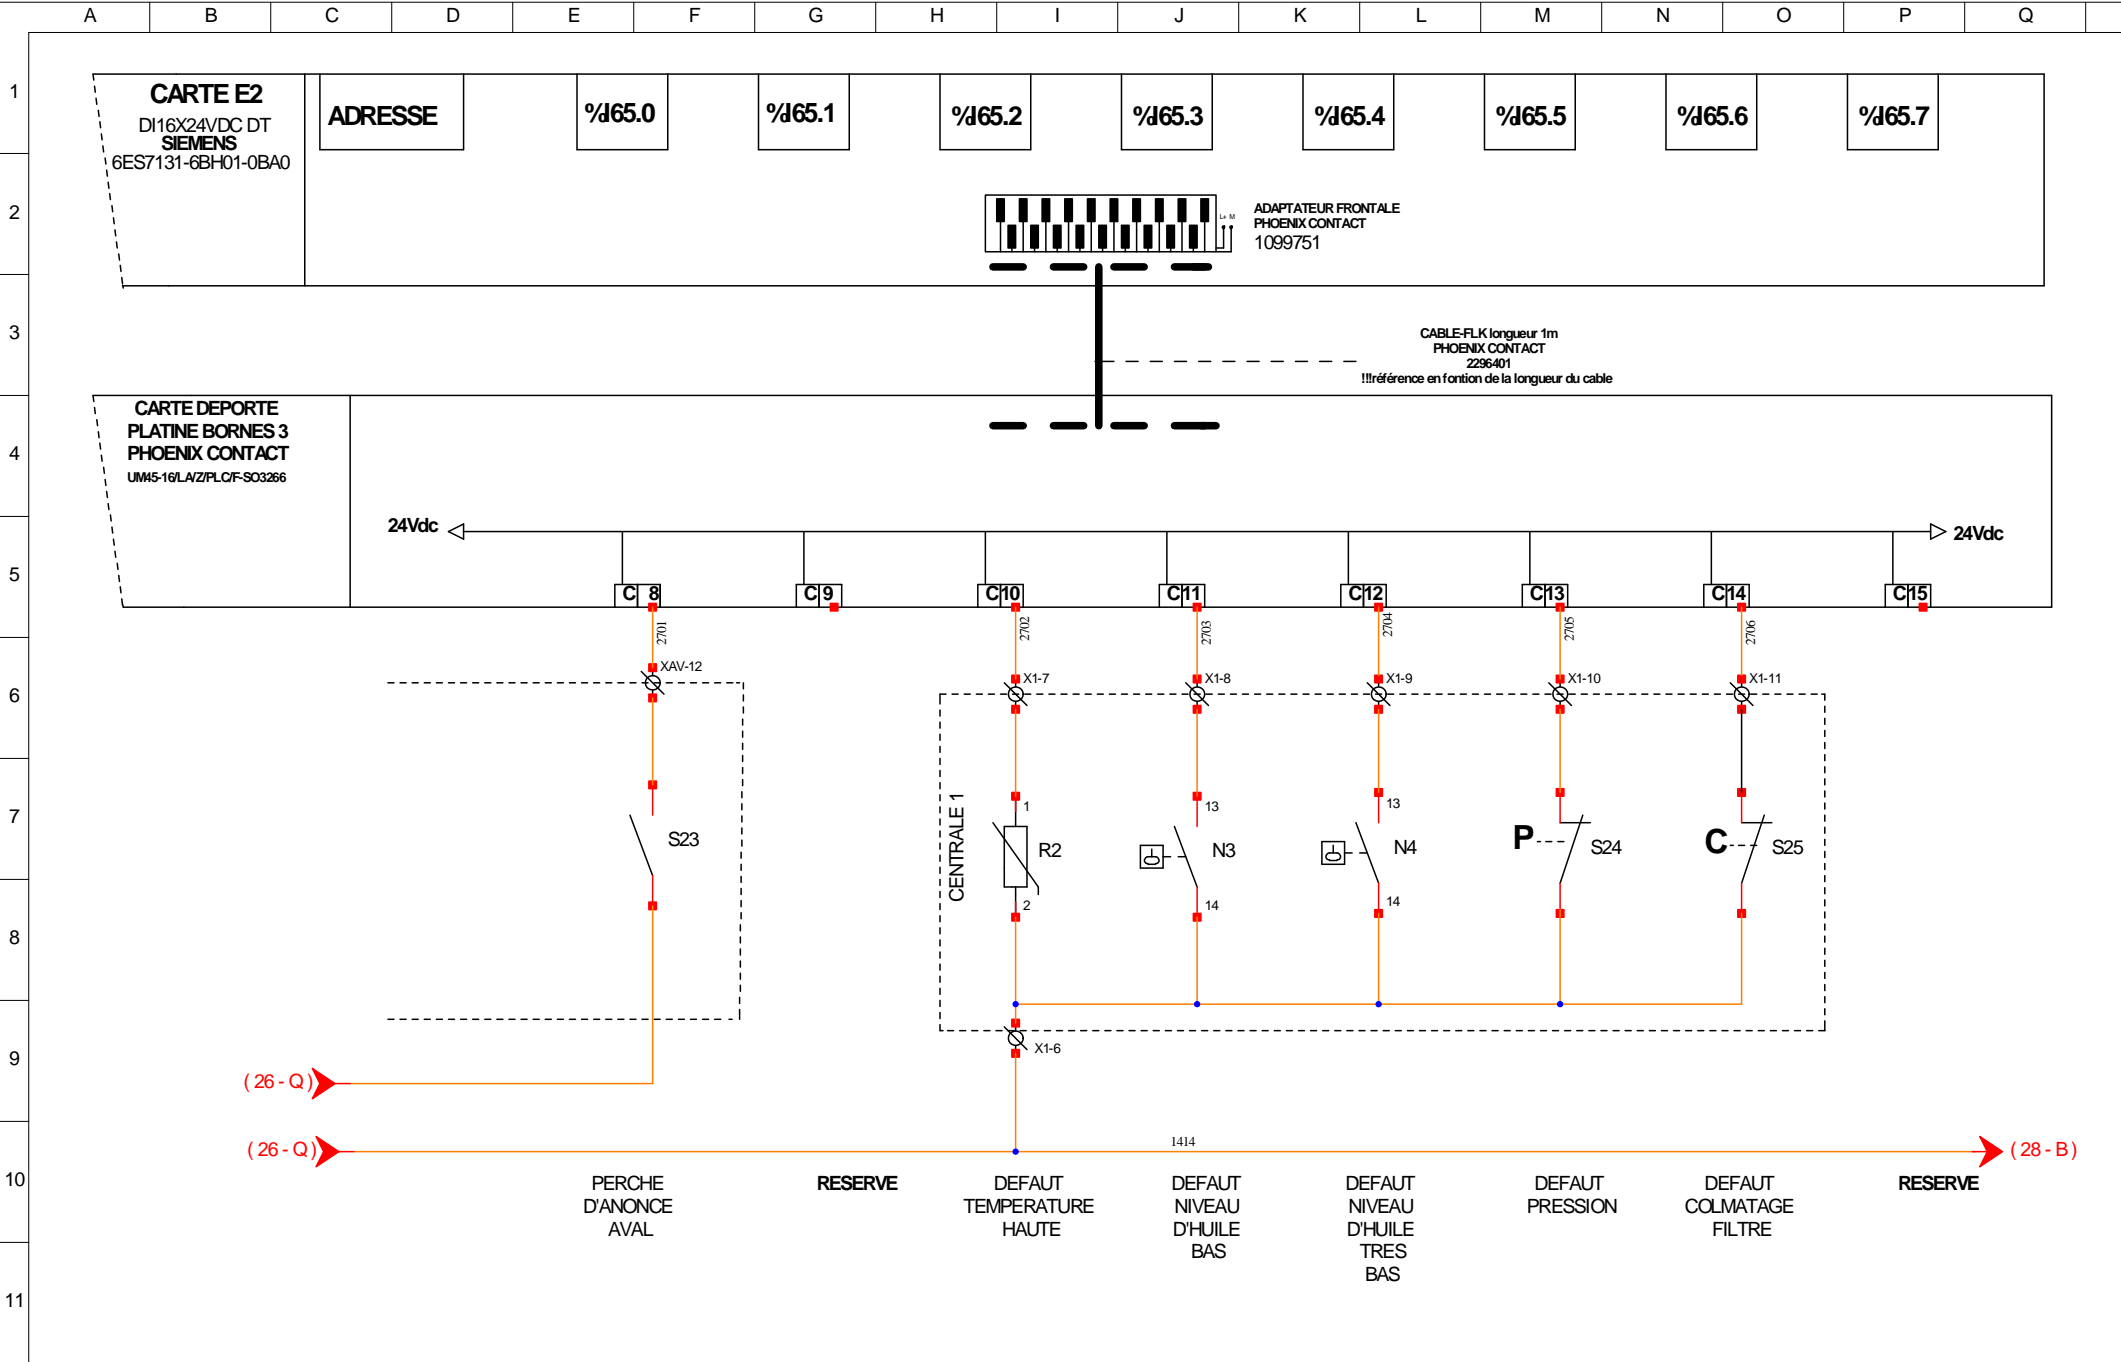 A B C D E F G H I J K L M N O P Q
1
CARTE E2
DI16X24VDC DT
SIEMENS
6ES7131-6BH01-0BA0
ADRESSE
%I65.0 %I65.1 %I65.2 %I65.3 %I65.4 %I65.5 %I65.6 %I65.7
2
L+ M
ADAPTATEUR FRONTALE
PHOENIX CONTACT
1099751
3
CABLE-FLK longueur 1m
PHOENIX CONTACT
2296401
!!!référence en fontion de la longueur du cable
4
CARTE DEPORTE
PLATINE BORNES 3
PHOENIX CONTACT
UM45-16/LA/Z/PLC/F-SO3266
24Vdc 24Vdc
5
C 8 C 9 C 10 C 11 C 12 C 13 C 14 C 15
2701 2702 2703 2704 2705 2706
6
XAV-12 X1-7 X1-8 X1-9 X1-10 X1-11
7
CENTRALE 1
1 13 13
S23 R2 N3 N4 P S24 C S25
2 14 14
8
9
X1-6
( 26 - Q )
( 26 - Q ) 1414 ( 28 - B )
10
PERCHE
D'ANONCE
AVAL
RESERVE
DEFAUT
TEMPERATURE
HAUTE
DEFAUT
NIVEAU
D'HUILE
BAS
DEFAUT
NIVEAU
D'HUILE
TRES
BAS
DEFAUT
PRESSION
DEFAUT
COLMATAGE
FILTRE
RESERVE
11